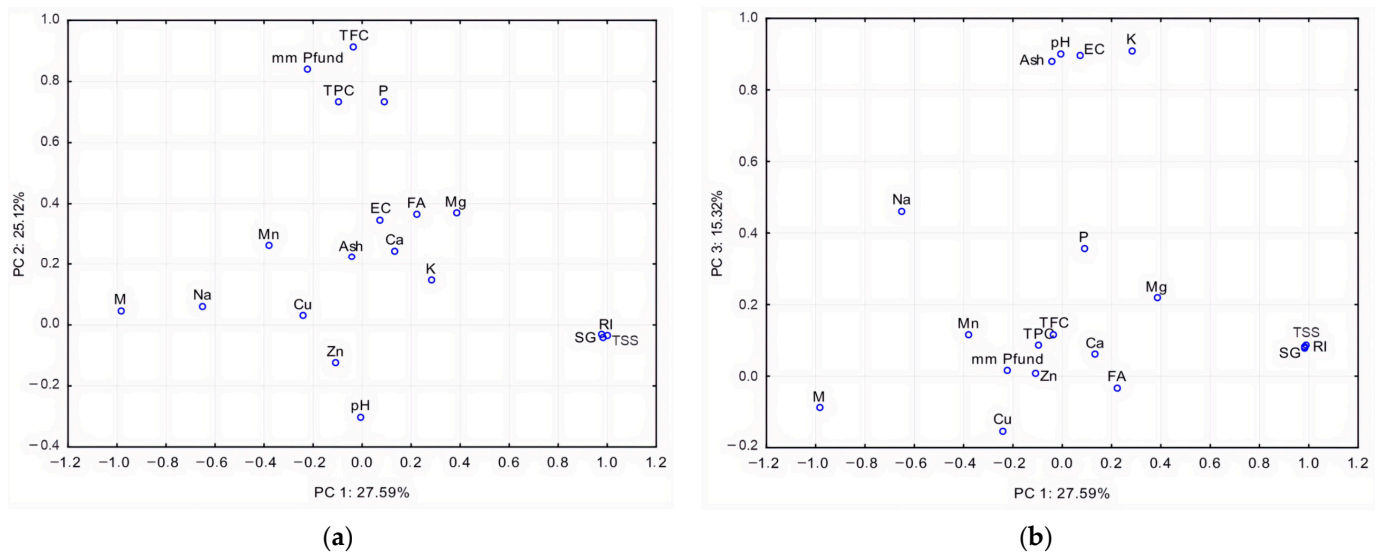 1.0
TFC
mm Pfund
0.8
TPC
P
0.6
PC 2: 25.12%
0.4
EC
FA
Mg
Mn
Ash
Ca
0.2
K
M
Na
Cu
0.0
RI
SG
TSS
Zn
−0.2
pH
−0.4
−1.2 −1.0 −0.8 −0.6 −0.4 −0.2 0.0 0.2 0.4 0.6 0.8 1.0 1.2
PC 1: 27.59%
(a)
1.0
pH
EC
K
Ash
0.8
0.6
Na
PC 3: 15.32%
0.4
P
Mg
0.2
Mn
TFC
TPC
Ca
TSS
RI
SG
mm Pfund
Zn
FA
0.0
M
Cu
−0.2
−1.2 −1.0 −0.8 −0.6 −0.4 −0.2 0.0 0.2 0.4 0.6 0.8 1.0 1.2
PC 1: 27.59%
(b)